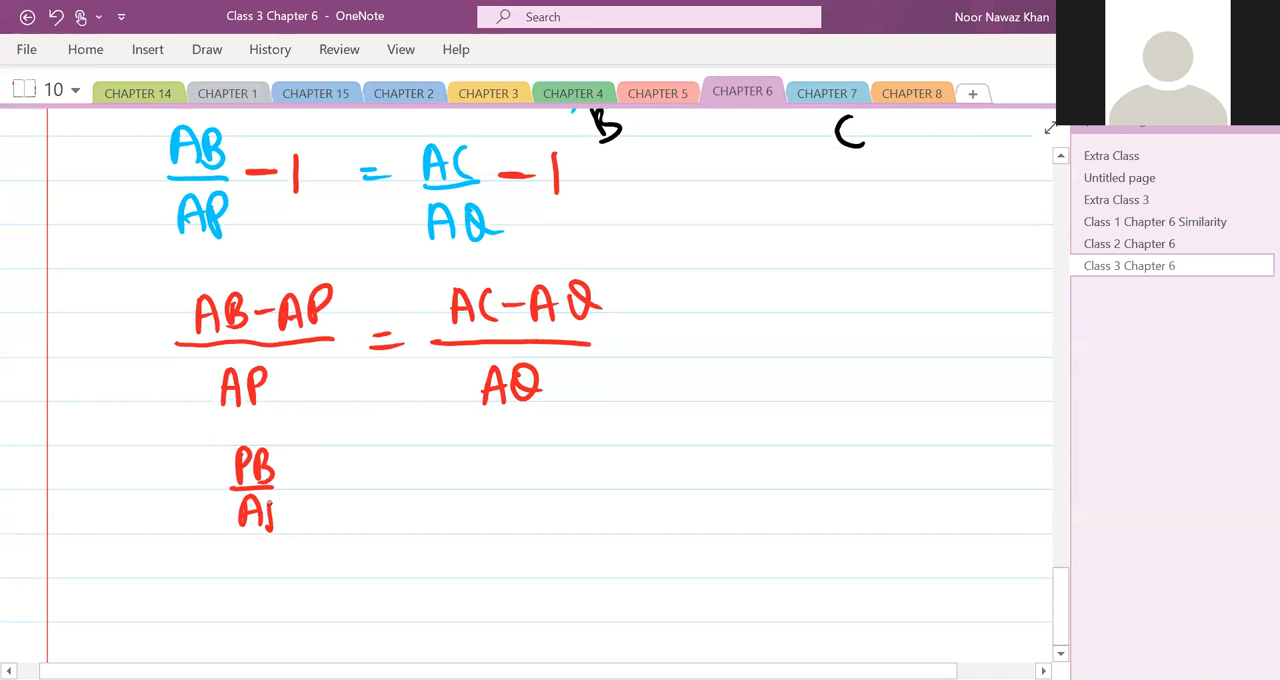 Class 3 Chapter 6 - OneNote
Search
Noor Nawaz Khan
File Home Insert Draw History Review View Help
10 CHAPTER 14 CHAPTER 1 CHAPTER 15 CHAPTER 2 CHAPTER 3 CHAPTER 4 CHAPTER 5 CHAPTER 6 CHAPTER 7 CHAPTER 8 +
Extra Class
Untitled page
Extra Class 3
Class 1 Chapter 6 Similarity
Class 2 Chapter 6
Class 3 Chapter 6
B C
AB/AP - 1 = AC/AQ - 1
AB-AP/AP = AC-AQ/AQ
PB